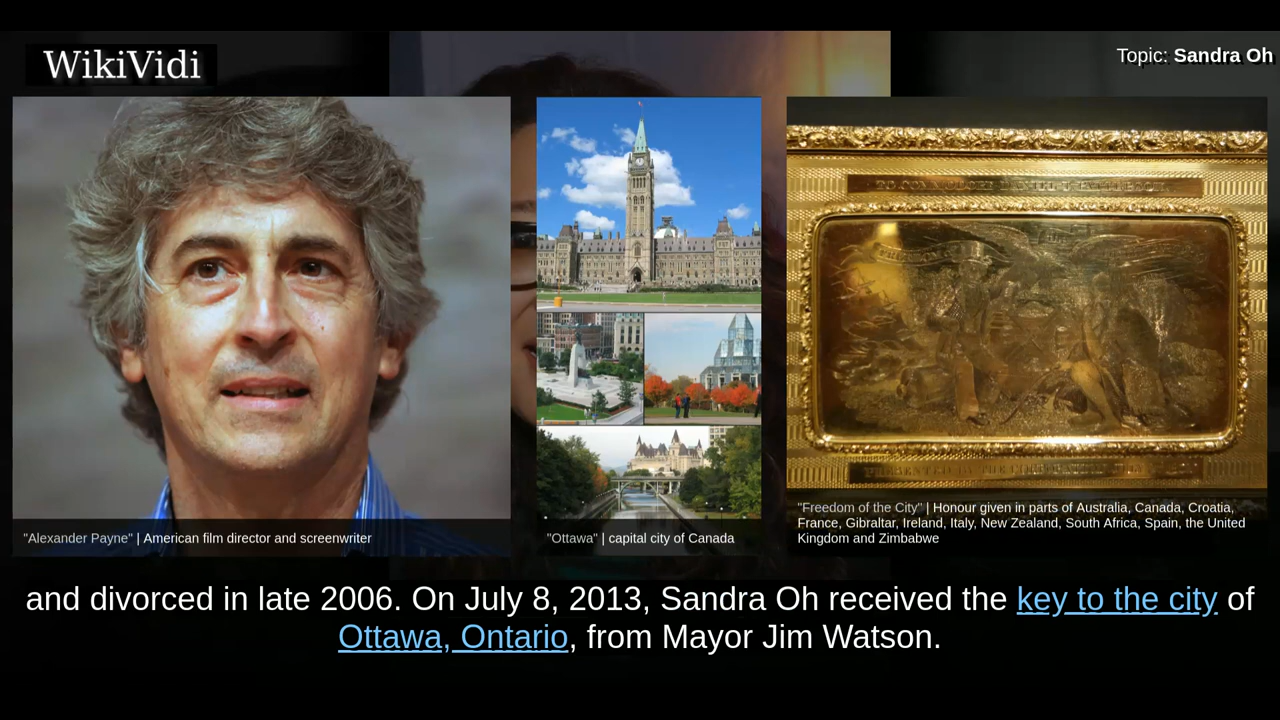 WikiVidi
Topic: Sandra Oh
"Alexander Payne" | American film director and screenwriter
"Ottawa" | capital city of Canada
"Freedom of the City" | Honour given in parts of Australia, Canada, Croatia,
France, Gibraltar, Ireland, Italy, New Zealand, South Africa, Spain, the United
Kingdom and Zimbabwe
and divorced in late 2006. On July 8, 2013, Sandra Oh received the key to the city of
Ottawa, Ontario, from Mayor Jim Watson.